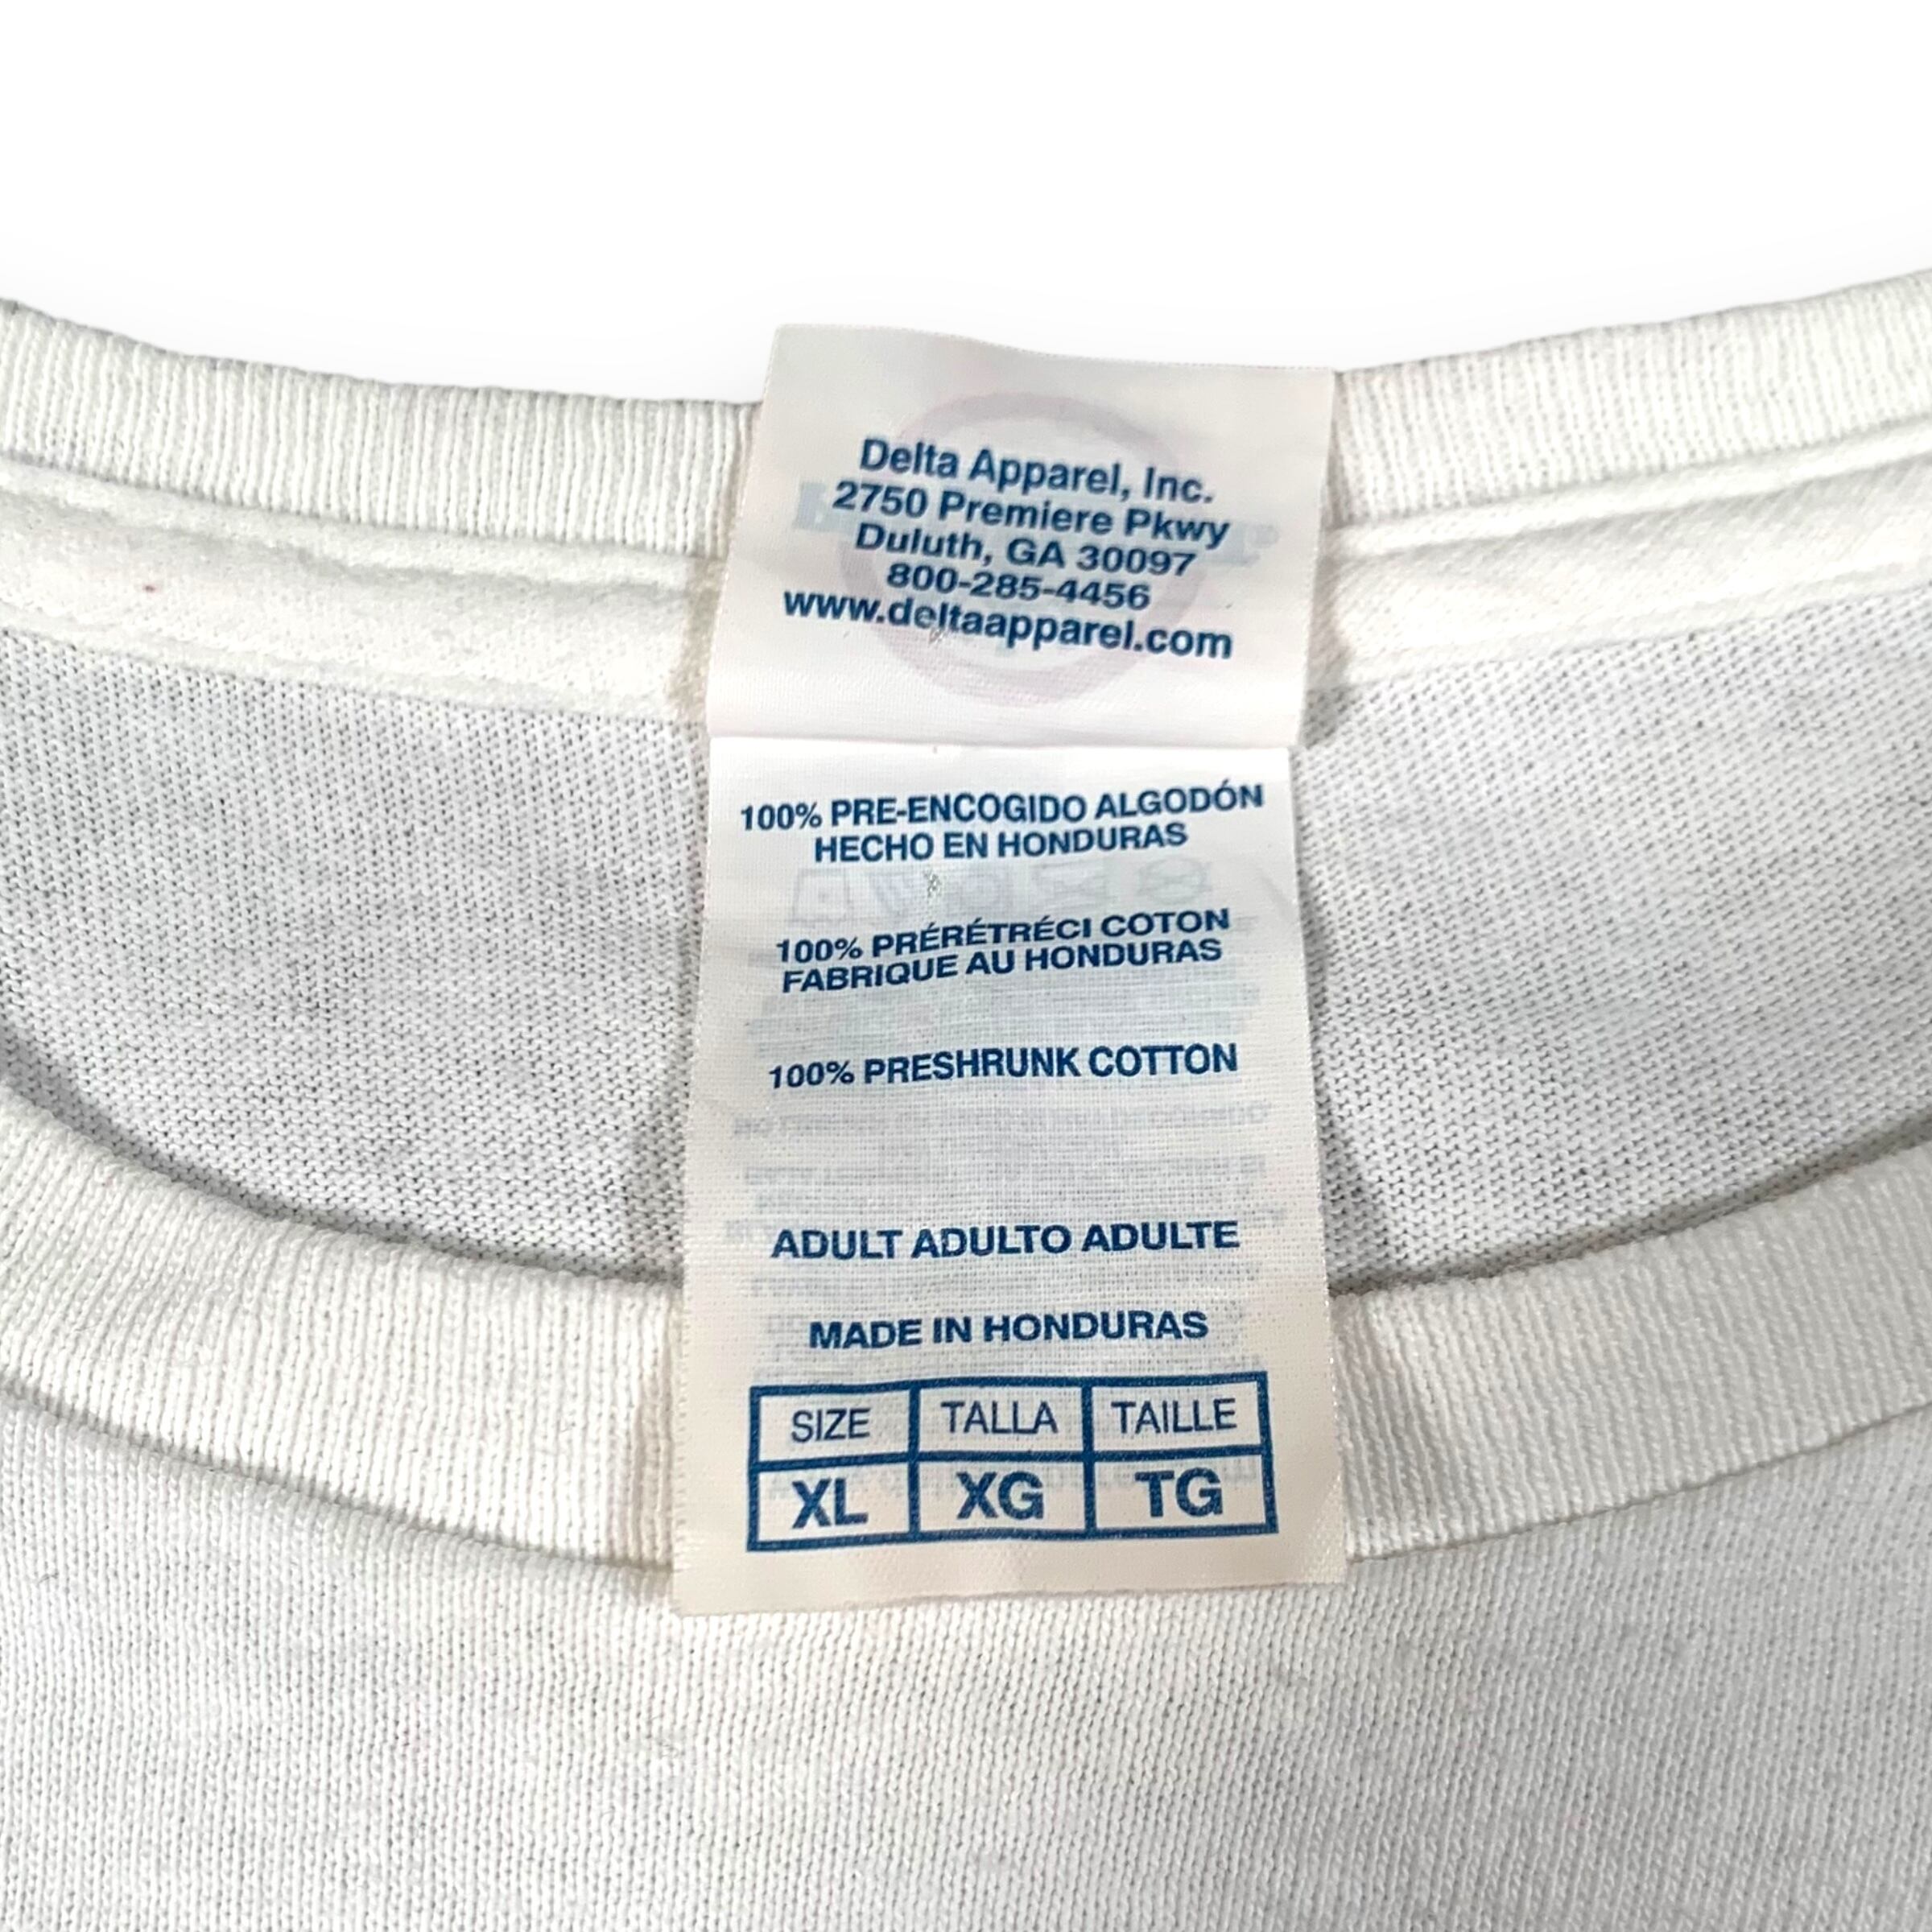 Delta Apparel, Inc.
2750 Premiere Pkwy
Duluth, GA 30097
800-285-4456
www.deltaapparel.com
100% PRE-ENCOGIDO ALGODÓN
HECHO EN HONDURAS
100% PRÉRÉTRÉCI COTON
FABRIQUE AU HONDURAS
100% PRESHRUNK COTTON
ADULT ADULTO ADULTE
MADE IN HONDURAS
SIZE TALLA TAILLE
XL XG TG